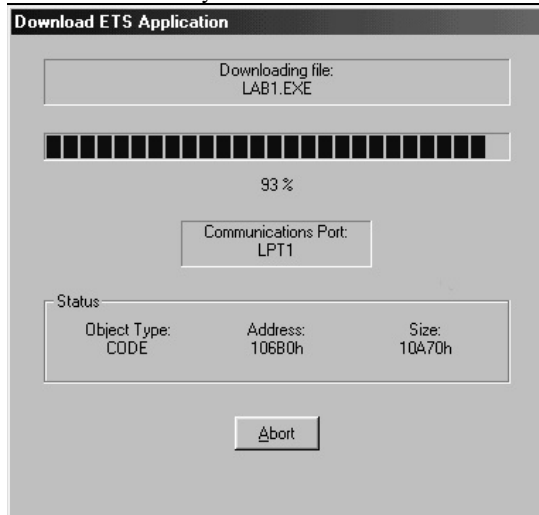 Download ETS Application
Downloading file:
LAB1.EXE
93 %
Communications Port:
LPT1
Status
Object Type:
CODE
Address:
106B0h
Size:
10A70h
Abort